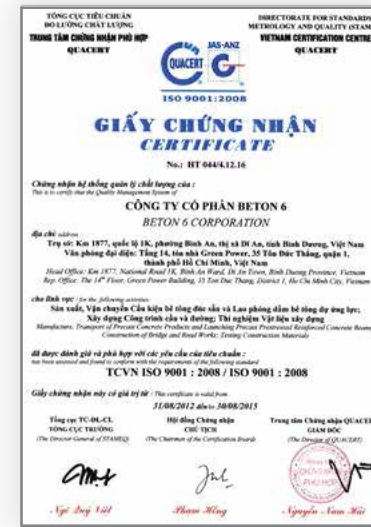 TỔNG CỤC TIÊU CHUẨN
ĐO LƯỜNG CHẤT LƯỢNG
TRUNG TÂM CHỨNG NHẬN PHÙ HỢP
QUACERT
DIRECTORATE FOR STANDARDS
METROLOGY AND QUALITY (STAM
VIETNAM CERTIFICATION CENTRE
QUACERT
QUACERT
JAS-ANZ
ISO 9001:2008
GIẤY CHỨNG NHẬN
CERTIFICATE
No.: HT 044/4.12.16
Chứng nhận hệ thống quản lý chất lượng của :
This is to certify that the Quality Management System of
CÔNG TY CỔ PHẦN BETON 6
BETON 6 CORPORATION
địa chỉ address
Trụ sở: Km 1877, quốc lộ 1K, phường Bình An, thị xã Dĩ An, tỉnh Bình Dương, Việt Nam
Văn phòng đại diện: Tầng 14, tòa nhà Green Power, 35 Tôn Đức Thắng, quận 1,
thành phố Hồ Chí Minh, Việt Nam
Head Office: Km 1877, National Road 1K, Binh An Ward, Di An Town, Binh Duong Province, Vietnam
Rep. Office: The 14th Floor, Green Power Building, 35 Ton Duc Thang, District 1, Ho Chi Minh City, Vietnam
cho lĩnh vực : for the following activities:
Sản xuất, Vận chuyển Cấu kiện bê tông đúc sẵn và Lao phóng dầm bê tông dự ứng lực;
Xây dựng Công trình cầu và đường; Thí nghiệm Vật liệu xây dựng
Manufacture, Transport of Precast Concrete Products and Launching Precast Prestressed Reinforced Concrete Beams;
Construction of Bridge and Road Works; Testing Construction Materials
đã được đánh giá và phù hợp với các yêu cầu của tiêu chuẩn :
has been assessed and found to conform with the requirements of the following standard
TCVN ISO 9001 : 2008 / ISO 9001 : 2008
Giấy chứng nhận này có giá trị từ : This certificate is valid from
31/08/2012 đến/to 30/08/2015
Tổng cục TC-ĐL-CL
TỔNG CỤC TRƯỞNG
(The Director General of STAMEQ)
Hội đồng Chứng nhận
CHỦ TỊCH
(The Chairman of the Certification Board)
Trung tâm Chứng nhận QUACERT
GIÁM ĐỐC
(The Director of QUACERT)
Ngô Quý Việt
Phạm Hồng
Nguyễn Nam Hải